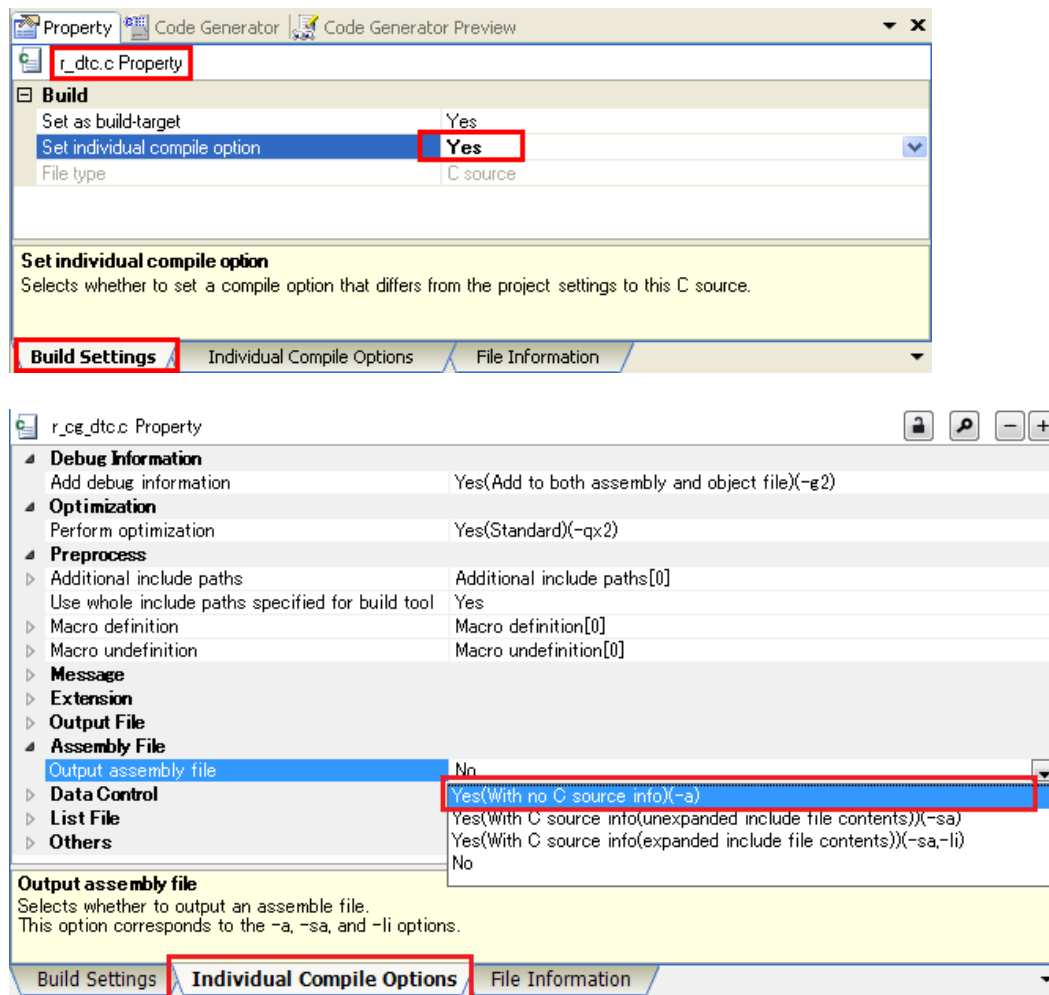 Property Code Generator Code Generator Preview
r_dtc.c Property
Build
Set as build-target Yes
Set individual compile option Yes
File type C source
Set individual compile option
Selects whether to set a compile option that differs from the project settings to this C source.
Build Settings Individual Compile Options File Information
r_cg_dtc.c Property
Debug Information
Add debug information Yes(Add to both assembly and object file)(-g2)
Optimization
Perform optimization Yes(Standard)(-qx2)
Preprocess
Additional include paths Additional include paths[0]
Use whole include paths specified for build tool Yes
Macro definition Macro definition[0]
Macro undefinition Macro undefinition[0]
Message
Extension
Output File
Assembly File
Output assembly file No
Data Control Yes(With no C source info)(-a)
List File Yes(With C source info(unexpanded include file contents))(-sa)
Others Yes(With C source info(expanded include file contents))(-sa,-li)
No
Output assembly file
Selects whether to output an assemble file.
This option corresponds to the -a, -sa, and -li options.
Build Settings Individual Compile Options File Information